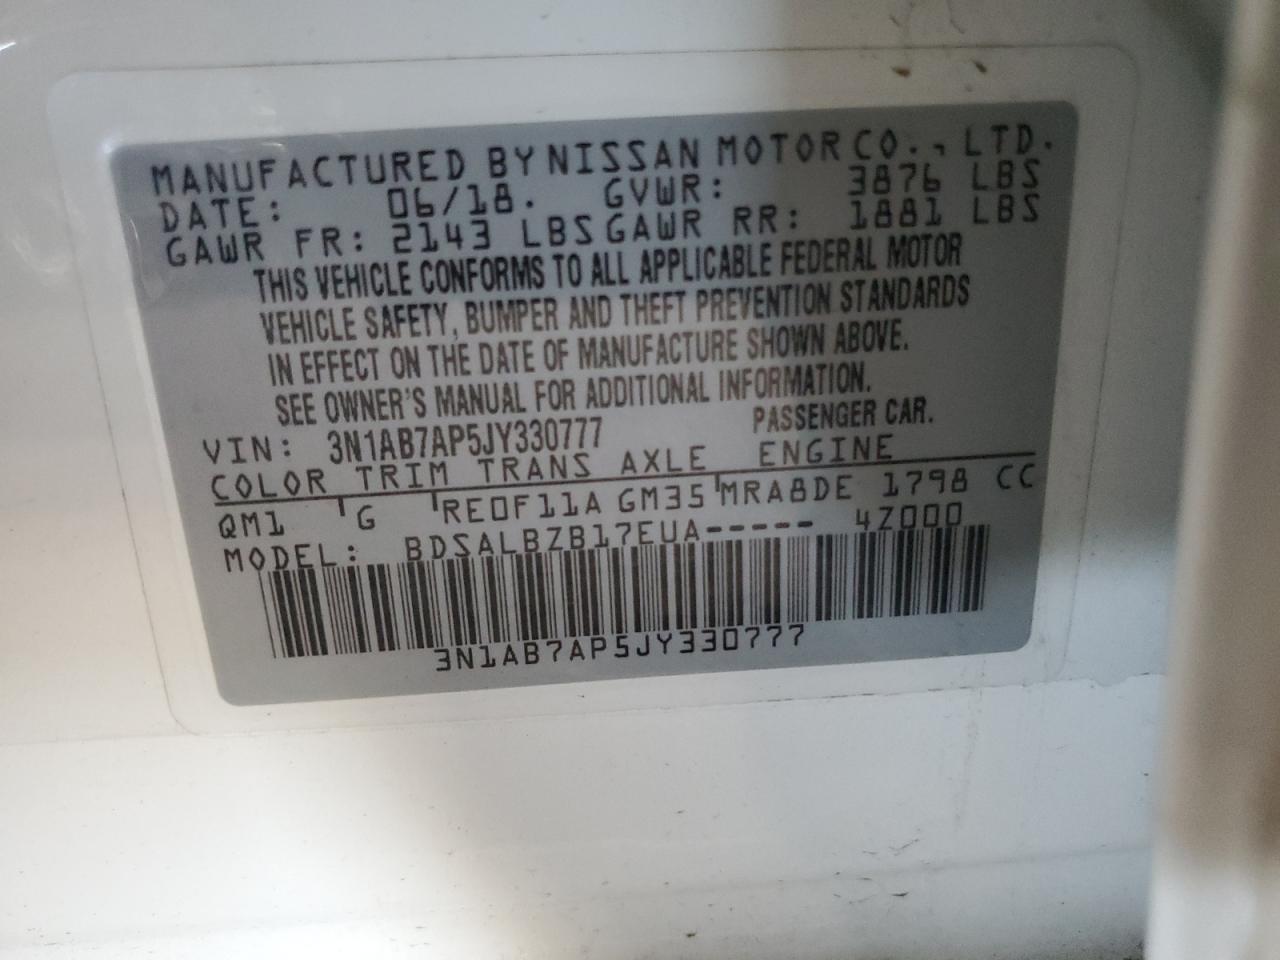 MANUFACTURED BY NISSAN MOTOR CO., LTD.
DATE: 06/18. GVWR: 3876 LBS
GAWR FR: 2143 LBS GAWR RR: 1881 LBS
THIS VEHICLE CONFORMS TO ALL APPLICABLE FEDERAL MOTOR
VEHICLE SAFETY, BUMPER AND THEFT PREVENTION STANDARDS
IN EFFECT ON THE DATE OF MANUFACTURE SHOWN ABOVE.
SEE OWNER'S MANUAL FOR ADDITIONAL INFORMATION.
VIN: 3N1AB7AP5JY330777 PASSENGER CAR.
COLOR TRIM TRANS AXLE ENGINE
QM1 G RE0F11A GM35 MRA8DE 1798 CC
MODEL: BDSALBZB17EUA----- 4Z000
3N1AB7AP5JY330777